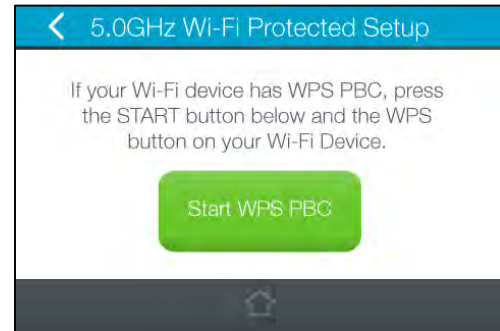 5.0GHz Wi-Fi Protected Setup
If your Wi-Fi device has WPS PBC, press
the START button below and the WPS
button on your Wi-Fi Device.
Start WPS PBC